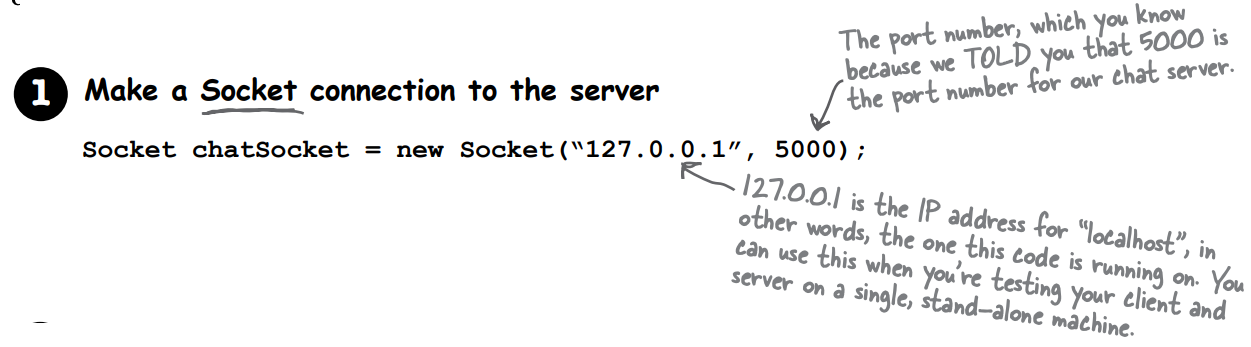 The port number, which you know
because we TOLD you that 5000 is
the port number for our chat server.
1 Make a Socket connection to the server
Socket chatSocket = new Socket(“127.0.0.1”, 5000);
127.0.0.1 is the IP address for “localhost”, in
other words, the one this code is running on. You
can use this when you're testing your client and
server on a single, stand-alone machine.